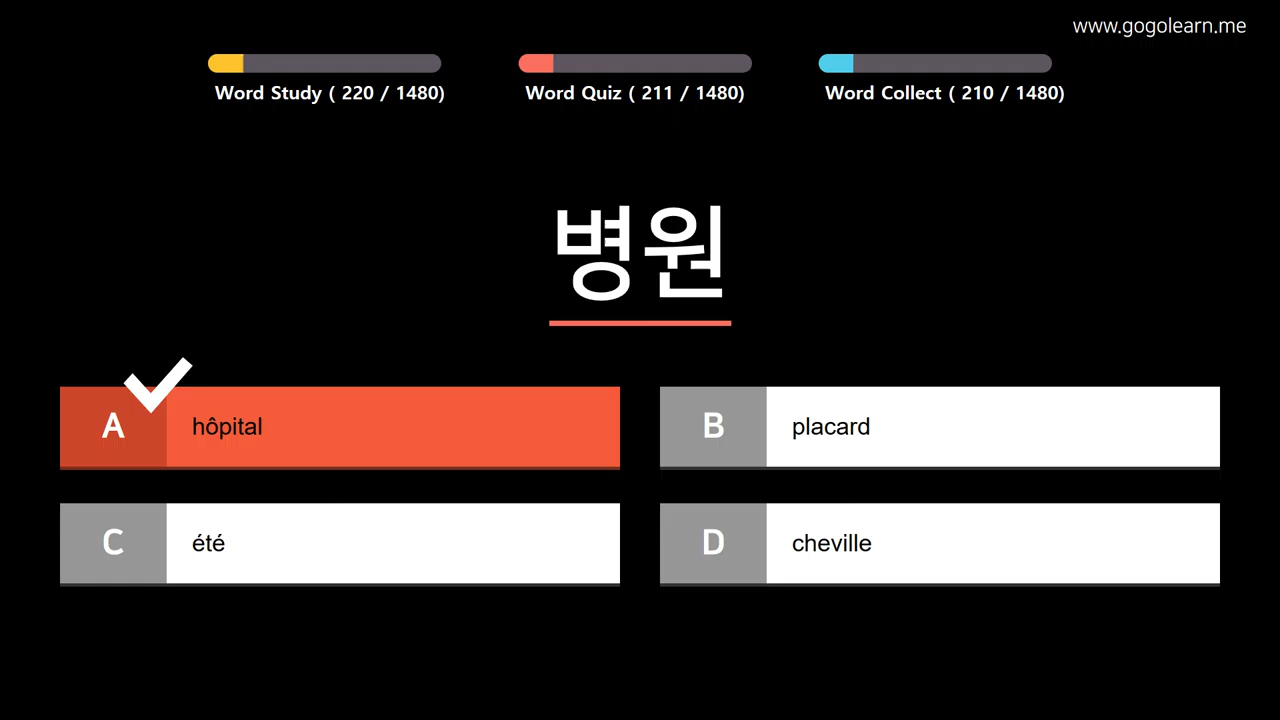 www.gogolearn.me
Word Study ( 220 / 1480)
Word Quiz ( 211 / 1480)
Word Collect ( 210 / 1480)
병원
A hôpital
B placard
C été
D cheville